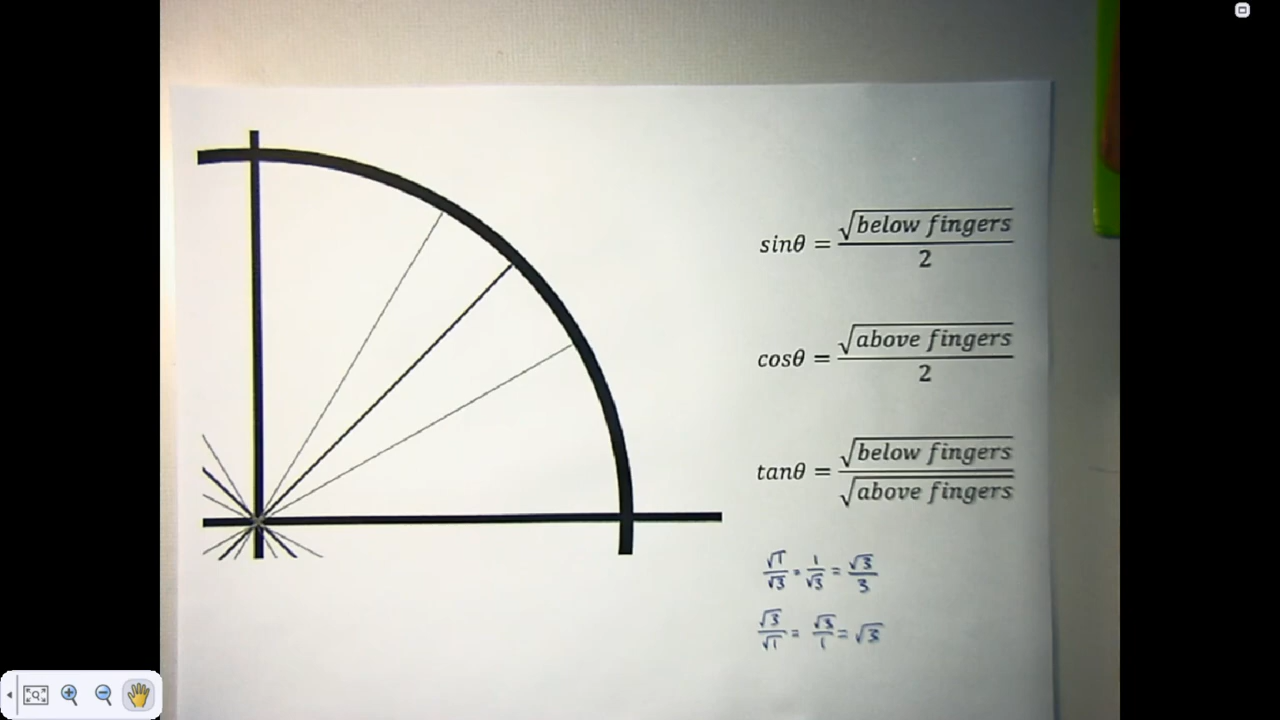 sinθ = √below fingers / 2
cosθ = √above fingers / 2
tanθ = √below fingers / √above fingers
√1/√3 = 1/√3 = √3/3
√3/√1 = √3/1 = √3